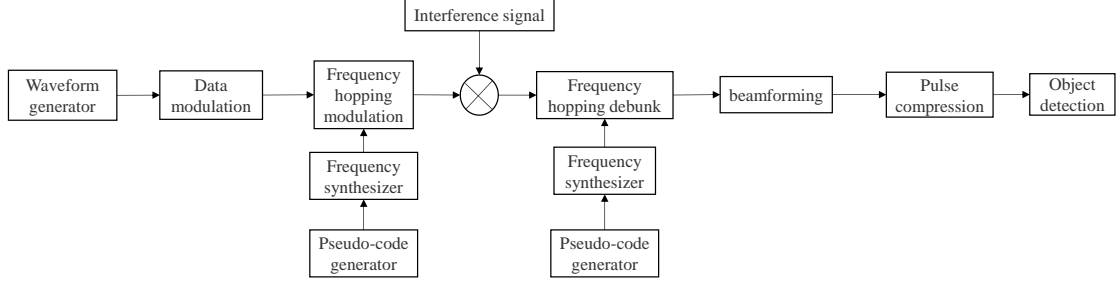 Interference signal
Waveform
generator
Data
modulation
Frequency
hopping
modulation
Frequency
hopping debunk
beamforming
Pulse
compression
Object
detection
Frequency
synthesizer
Frequency
synthesizer
Pseudo-code
generator
Pseudo-code
generator